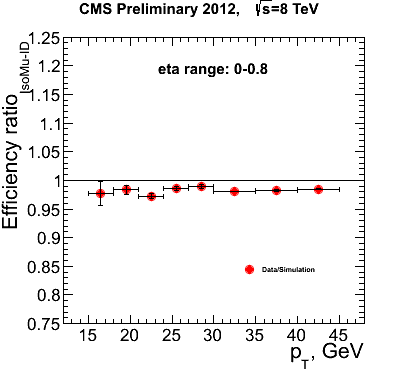 CMS Preliminary 2012, √s=8 TeV
eta range: 0-0.8
Efficiency ratio IsoMu-ID
1.25
1.2
1.15
1.1
1.05
1
0.95
0.9
0.85
0.8
0.75
Data/Simulation
15 20 25 30 35 40 45
pT, GeV